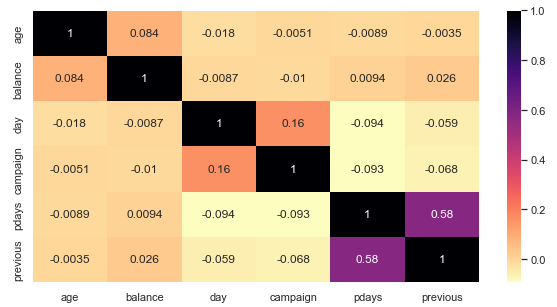 age 1 0.084 -0.018 -0.0051 -0.0089 -0.0035
balance 0.084 1 -0.0087 -0.01 0.0094 0.026
day -0.018 -0.0087 1 0.16 -0.094 -0.059
campaign -0.0051 -0.01 0.16 1 -0.093 -0.068
pdays -0.0089 0.0094 -0.094 -0.093 1 0.58
previous -0.0035 0.026 -0.059 -0.068 0.58 1
age balance day campaign pdays previous
1.0
0.8
0.6
0.4
0.2
0.0